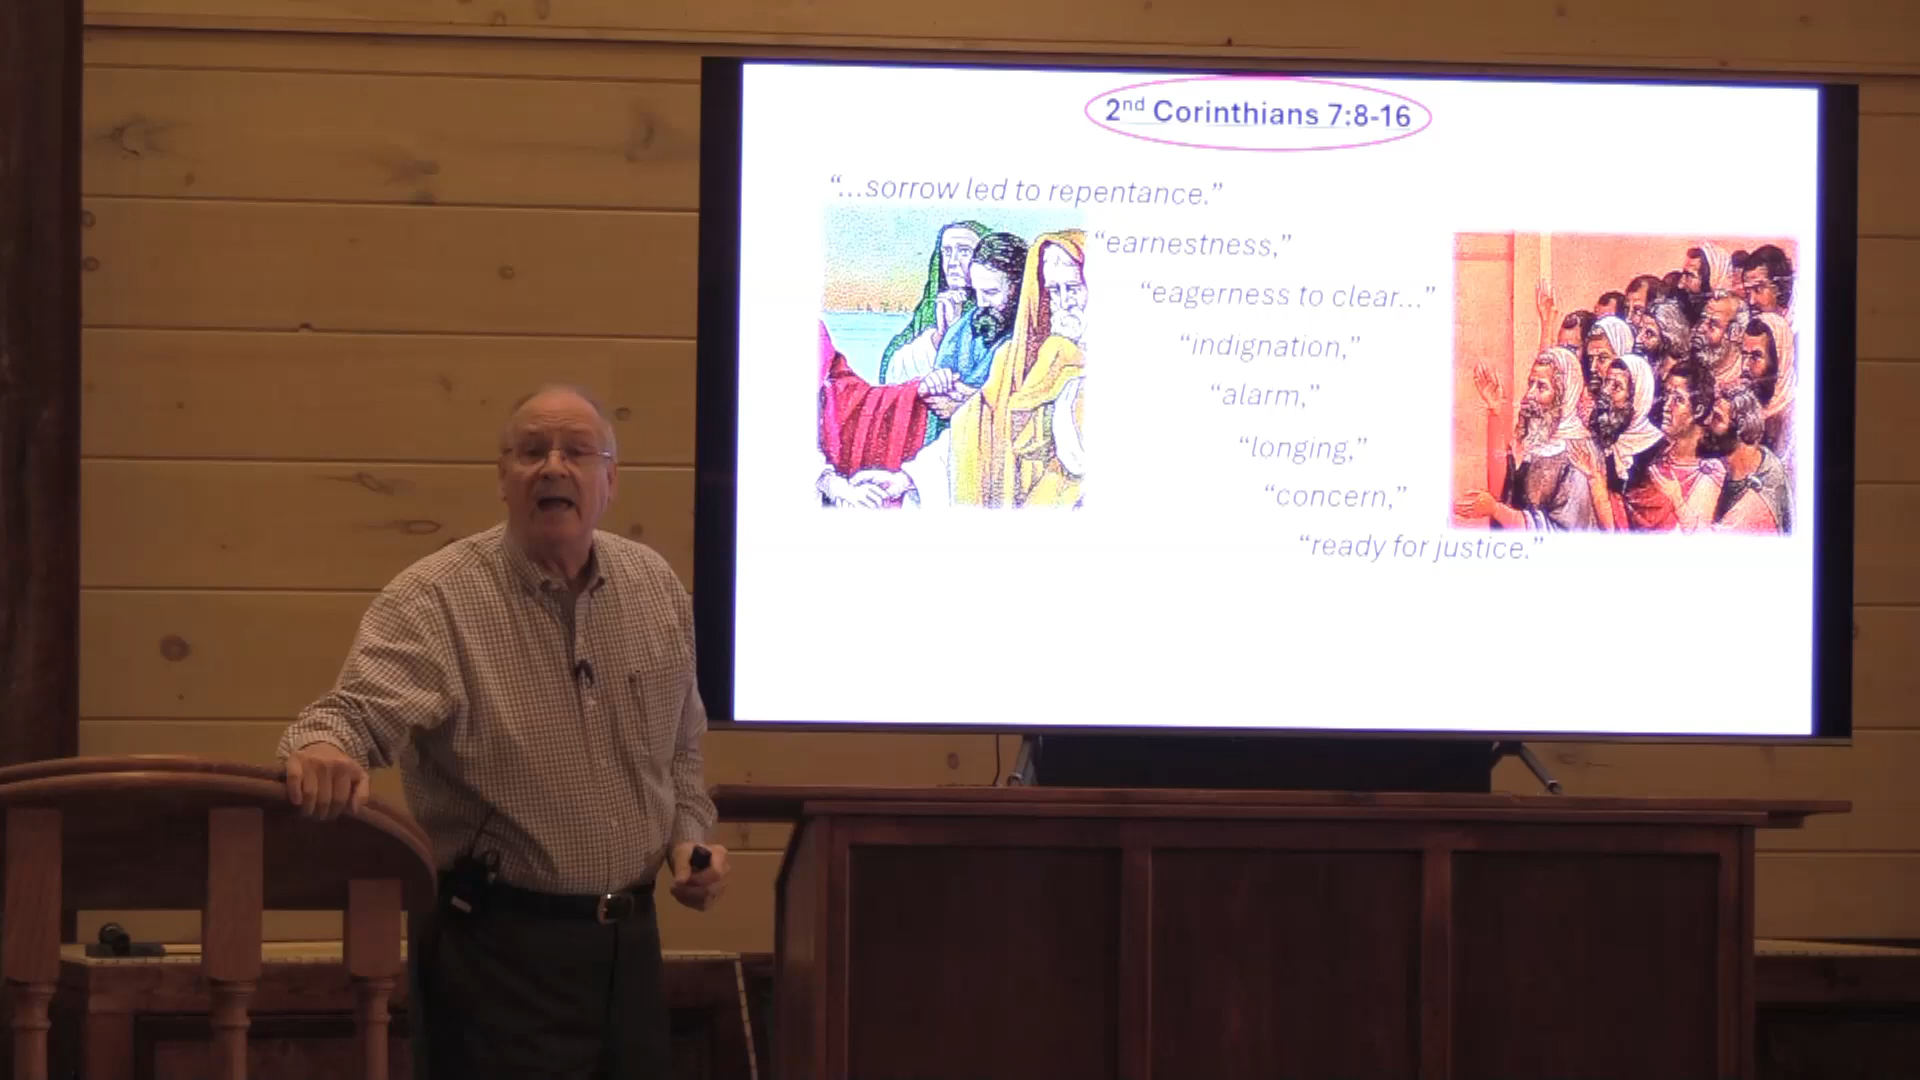 2nd Corinthians 7:8-16
“...sorrow led to repentance.”
“earnestness,”
“eagerness to clear...”
“indignation,”
“alarm,”
“longing,”
“concern,”
“ready for justice.”